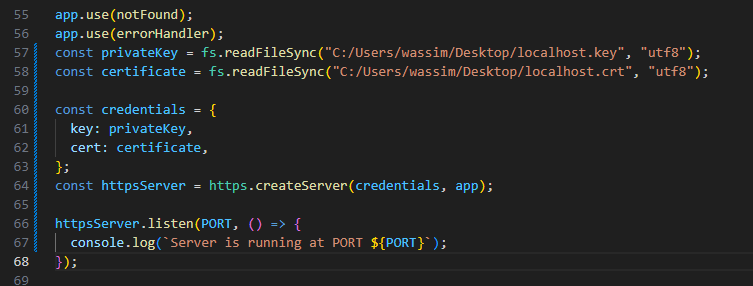 55 app.use(notFound);
56 app.use(errorHandler);
57 const privateKey = fs.readFileSync("C:/Users/wassim/Desktop/localhost.key", "utf8");
58 const certificate = fs.readFileSync("C:/Users/wassim/Desktop/localhost.crt", "utf8");
59
60 const credentials = {
61   key: privateKey,
62   cert: certificate,
63 };
64 const httpsServer = https.createServer(credentials, app);
65
66 httpsServer.listen(PORT, () => {
67   console.log(`Server is running at PORT ${PORT}`);
68 });
69